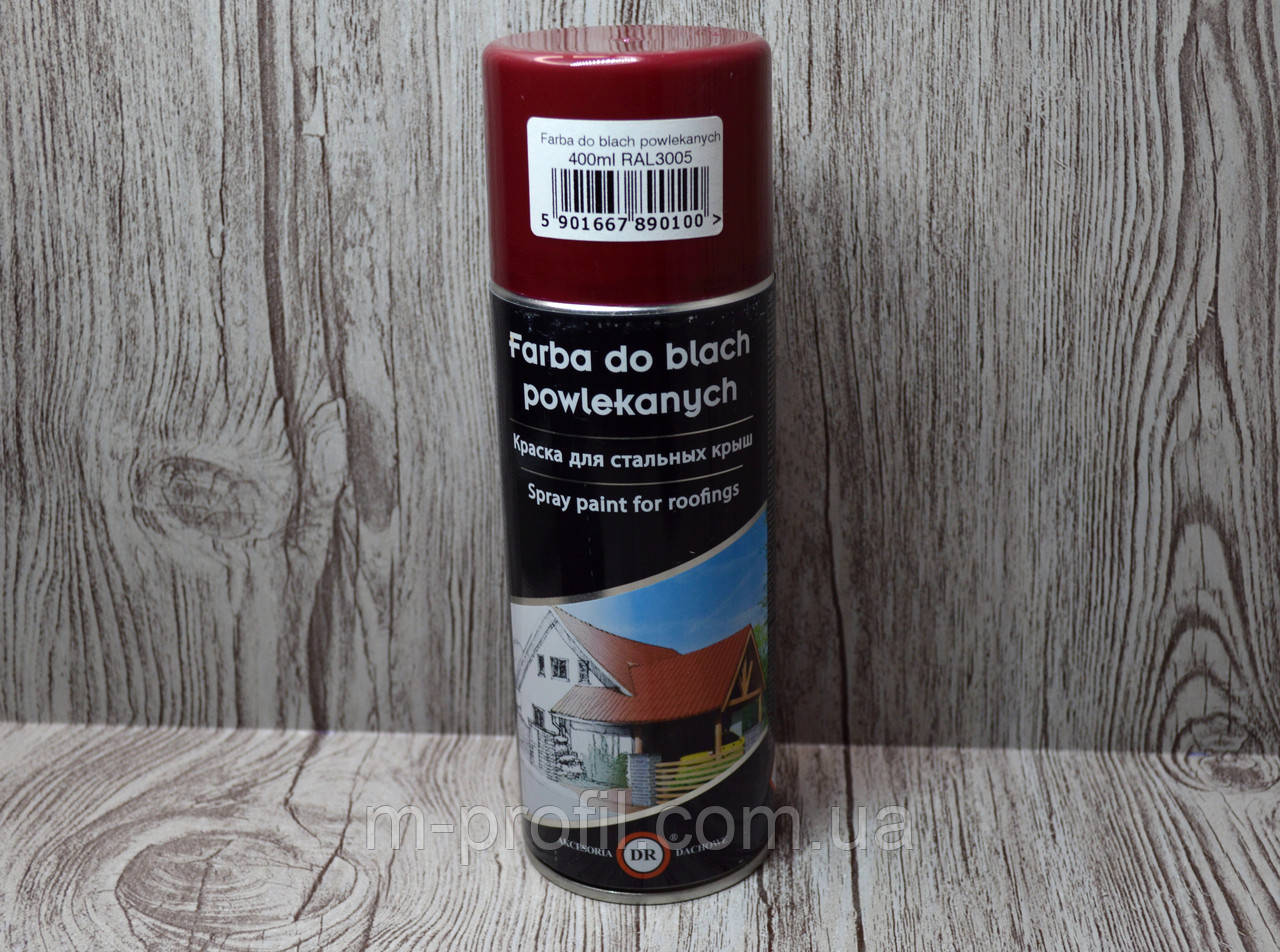 Farba do blach powlekanych
400ml RAL3005
5 901667 890100 >
Farba do blach
powlekanych
Краска для стальных крыш
Spray paint for roofings
m-profil.com.ua
AKCESORIA DR ® DACHOWE